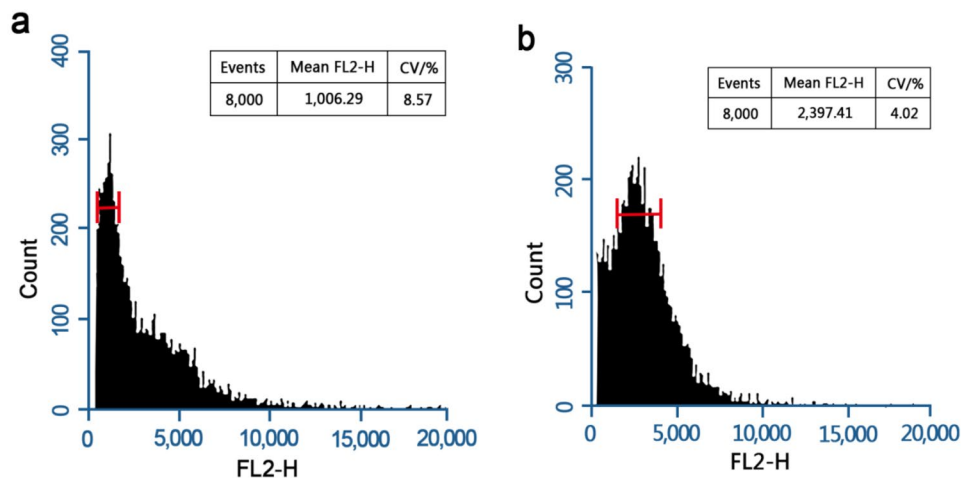 a
Events Mean FL2-H CV/%
8,000 1,006.29 8.57
400
300
200
100
0
Count
0 5,000 10,000 15,000 20,000
FL2-H
b
Events Mean FL2-H CV/%
8,000 2,397.41 4.02
300
200
100
0
Count
0 5,000 10,000 15,000 20,000
FL2-H